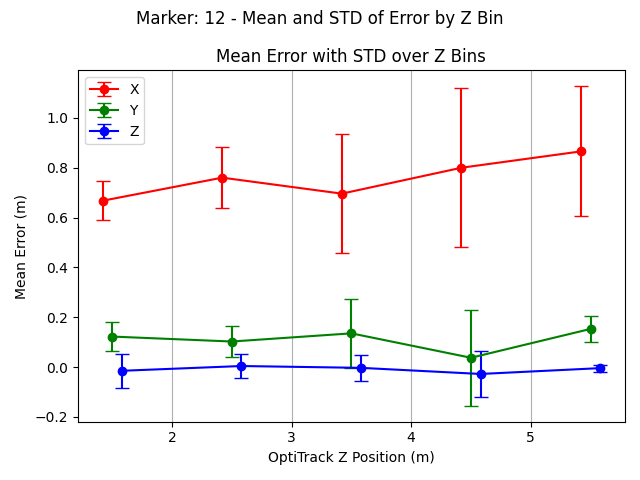 Marker: 12 - Mean and STD of Error by Z Bin
Mean Error with STD over Z Bins
X
Y
Z
Mean Error (m)
1.0
0.8
0.6
0.4
0.2
0.0
−0.2
2
3
4
5
OptiTrack Z Position (m)